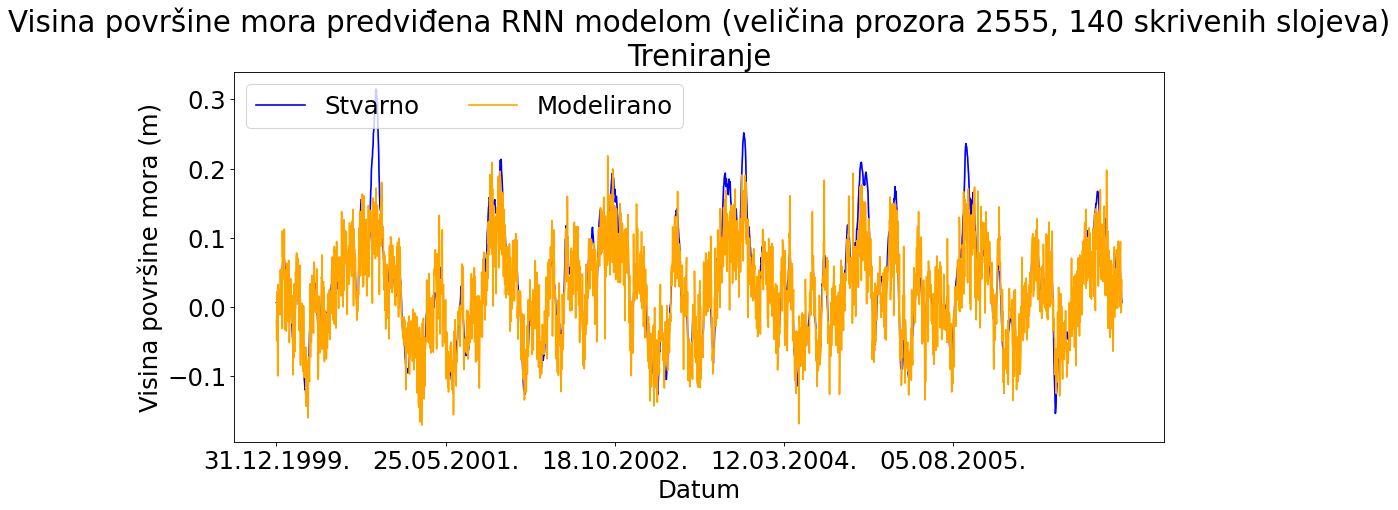 Visina površine mora predviđena RNN modelom (veličina prozora 2555, 140 skrivenih slojeva)
Treniranje
Stvarno
Modelirano
Visina površine mora (m)
0.3
0.2
0.1
0.0
−0.1
31.12.1999.
25.05.2001.
18.10.2002.
12.03.2004.
05.08.2005.
Datum